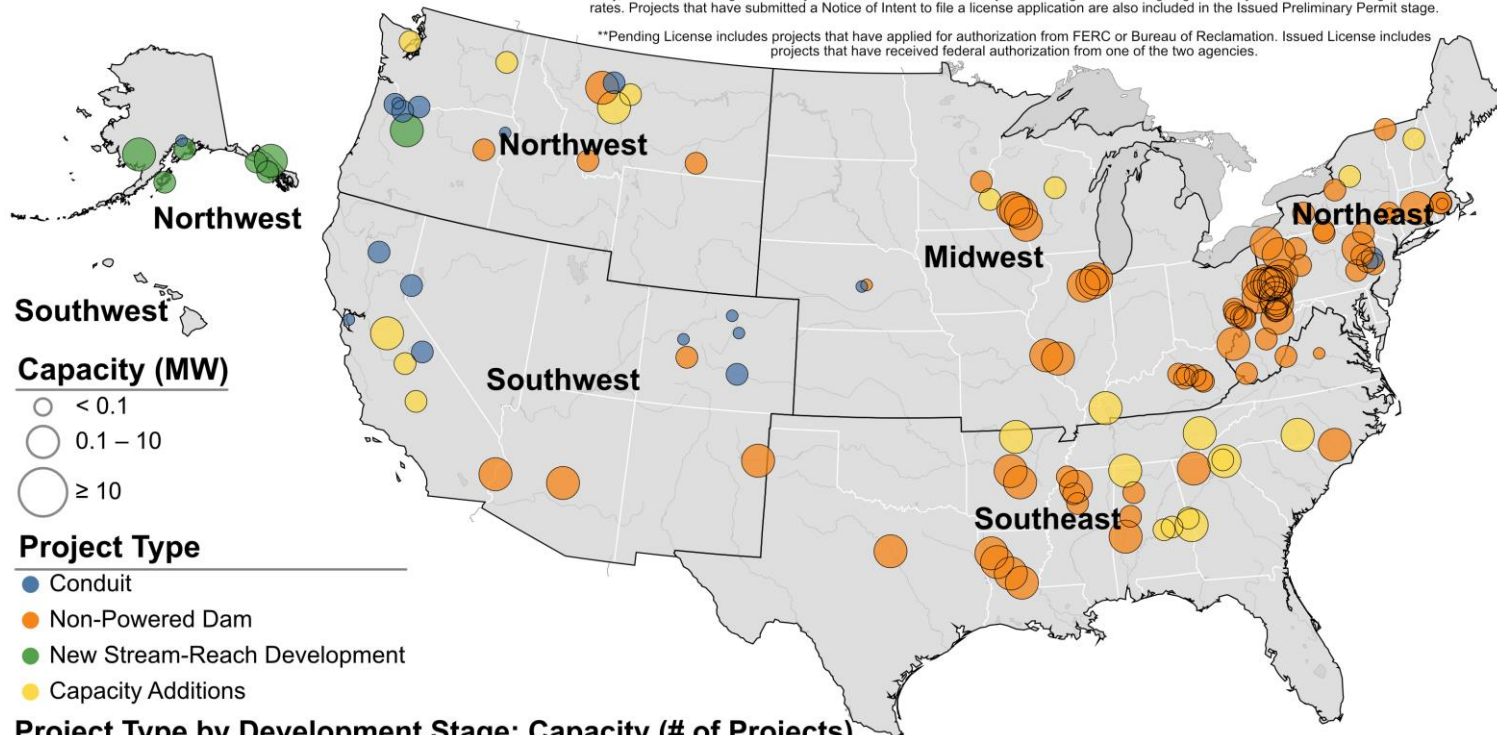 rates. Projects that have submitted a Notice of Intent to file a license application are also included in the Issued Preliminary Permit stage.
**Pending License includes projects that have applied for authorization from FERC or Bureau of Reclamation. Issued License includes
projects that have received federal authorization from one of the two agencies.
Northwest
Northwest
Northeast
Midwest
Southwest
Southwest
Southeast
Capacity (MW)
< 0.1
0.1 – 10
≥ 10
Project Type
Conduit
Non-Powered Dam
New Stream-Reach Development
Capacity Additions
Project Type by Development Stage: Capacity (# of Projects)